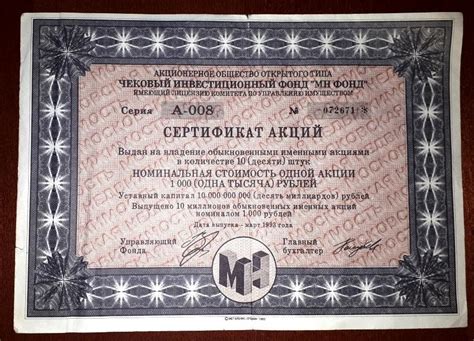 АКЦИОНЕРНОЕ ОБЩЕСТВО ОТКРЫТОГО ТИПА
ЧЕКОВЫЙ ИНВЕСТИЦИОННЫЙ ФОНД "МН ФОНД"
ИМЕЮЩИЙ ЛИЦЕНЗИЮ КОМИТЕТА ПО УПРАВЛЕНИЮ ИМУЩЕСТВОМ
Серия А-008 № 072671
СЕРТИФИКАТ АКЦИЙ
Выдан на владение обыкновенными именными акциями
в количестве 10 (десяти) штук
НОМИНАЛЬНАЯ СТОИМОСТЬ ОДНОЙ АКЦИИ
1 000 (ОДНА ТЫСЯЧА) РУБЛЕЙ
Уставный капитал 10 000 000 000 (десять миллиардов) рублей
Выпущено 10 миллионов обыкновенных именных акций
номиналом 1.000 рублей
Дата выпуска - март 1993 года
Управляющий Фонда
Главный бухгалтер
МН